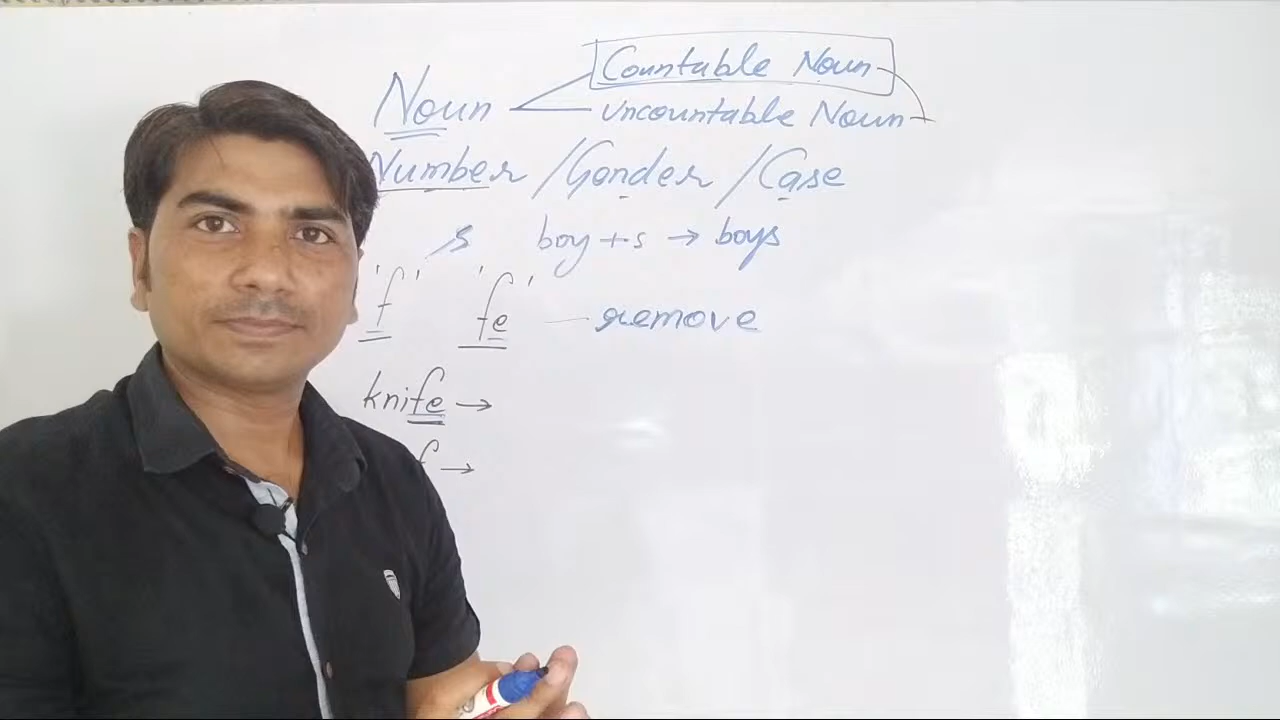 Countable Noun
Noun
Uncountable Noun
Number / Gender / Case
s boy + s → boys
'f' 'fe' — remove
knife →
f →